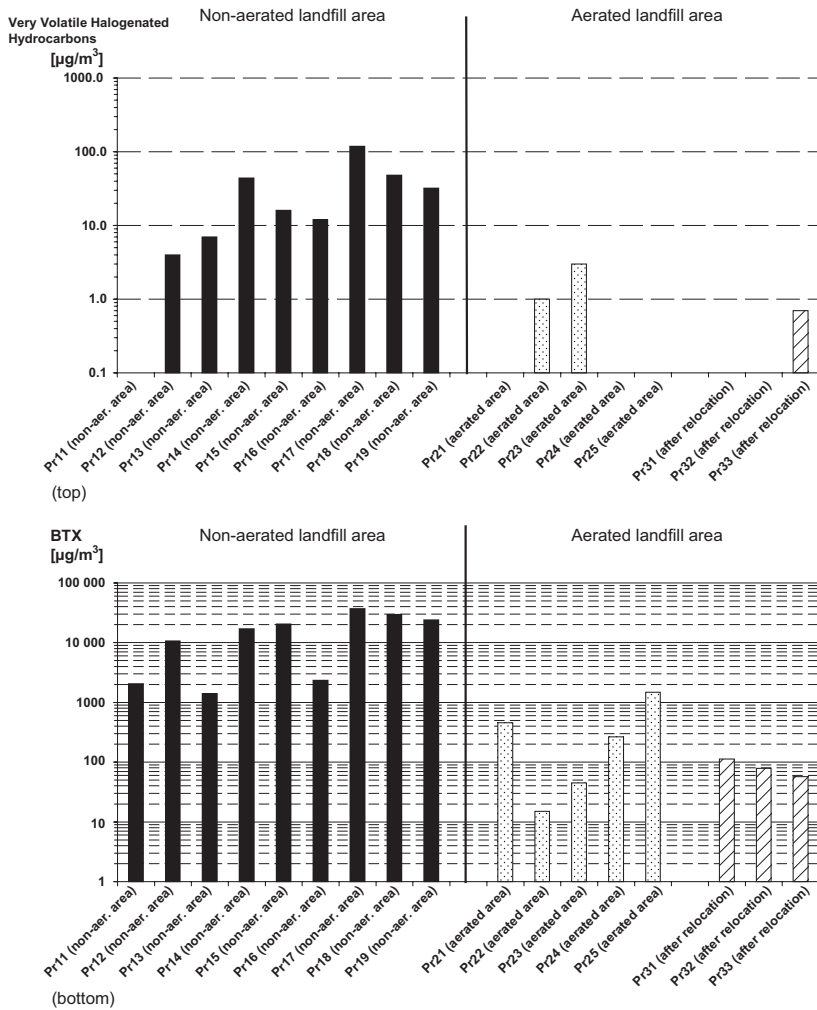 Very Volatile Halogenated
Hydrocarbons
[µg/m³]
Non-aerated landfill area
Aerated landfill area
1000.0
100.0
10.0
1.0
0.1
Pr11 (non-aer. area)
Pr12 (non-aer. area)
Pr13 (non-aer. area)
Pr14 (non-aer. area)
Pr15 (non-aer. area)
Pr16 (non-aer. area)
Pr17 (non-aer. area)
Pr18 (non-aer. area)
Pr19 (non-aer. area)
Pr21 (aerated area)
Pr22 (aerated area)
Pr23 (aerated area)
Pr24 (aerated area)
Pr25 (aerated area)
Pr31 (after relocation)
Pr32 (after relocation)
Pr33 (after relocation)
(top)
BTX
[µg/m³]
Non-aerated landfill area
Aerated landfill area
100 000
10 000
1000
100
10
1
Pr11 (non-aer. area)
Pr12 (non-aer. area)
Pr13 (non-aer. area)
Pr14 (non-aer. area)
Pr15 (non-aer. area)
Pr16 (non-aer. area)
Pr17 (non-aer. area)
Pr18 (non-aer. area)
Pr19 (non-aer. area)
Pr21 (aerated area)
Pr22 (aerated area)
Pr23 (aerated area)
Pr24 (aerated area)
Pr25 (aerated area)
Pr31 (after relocation)
Pr32 (after relocation)
Pr33 (after relocation)
(bottom)